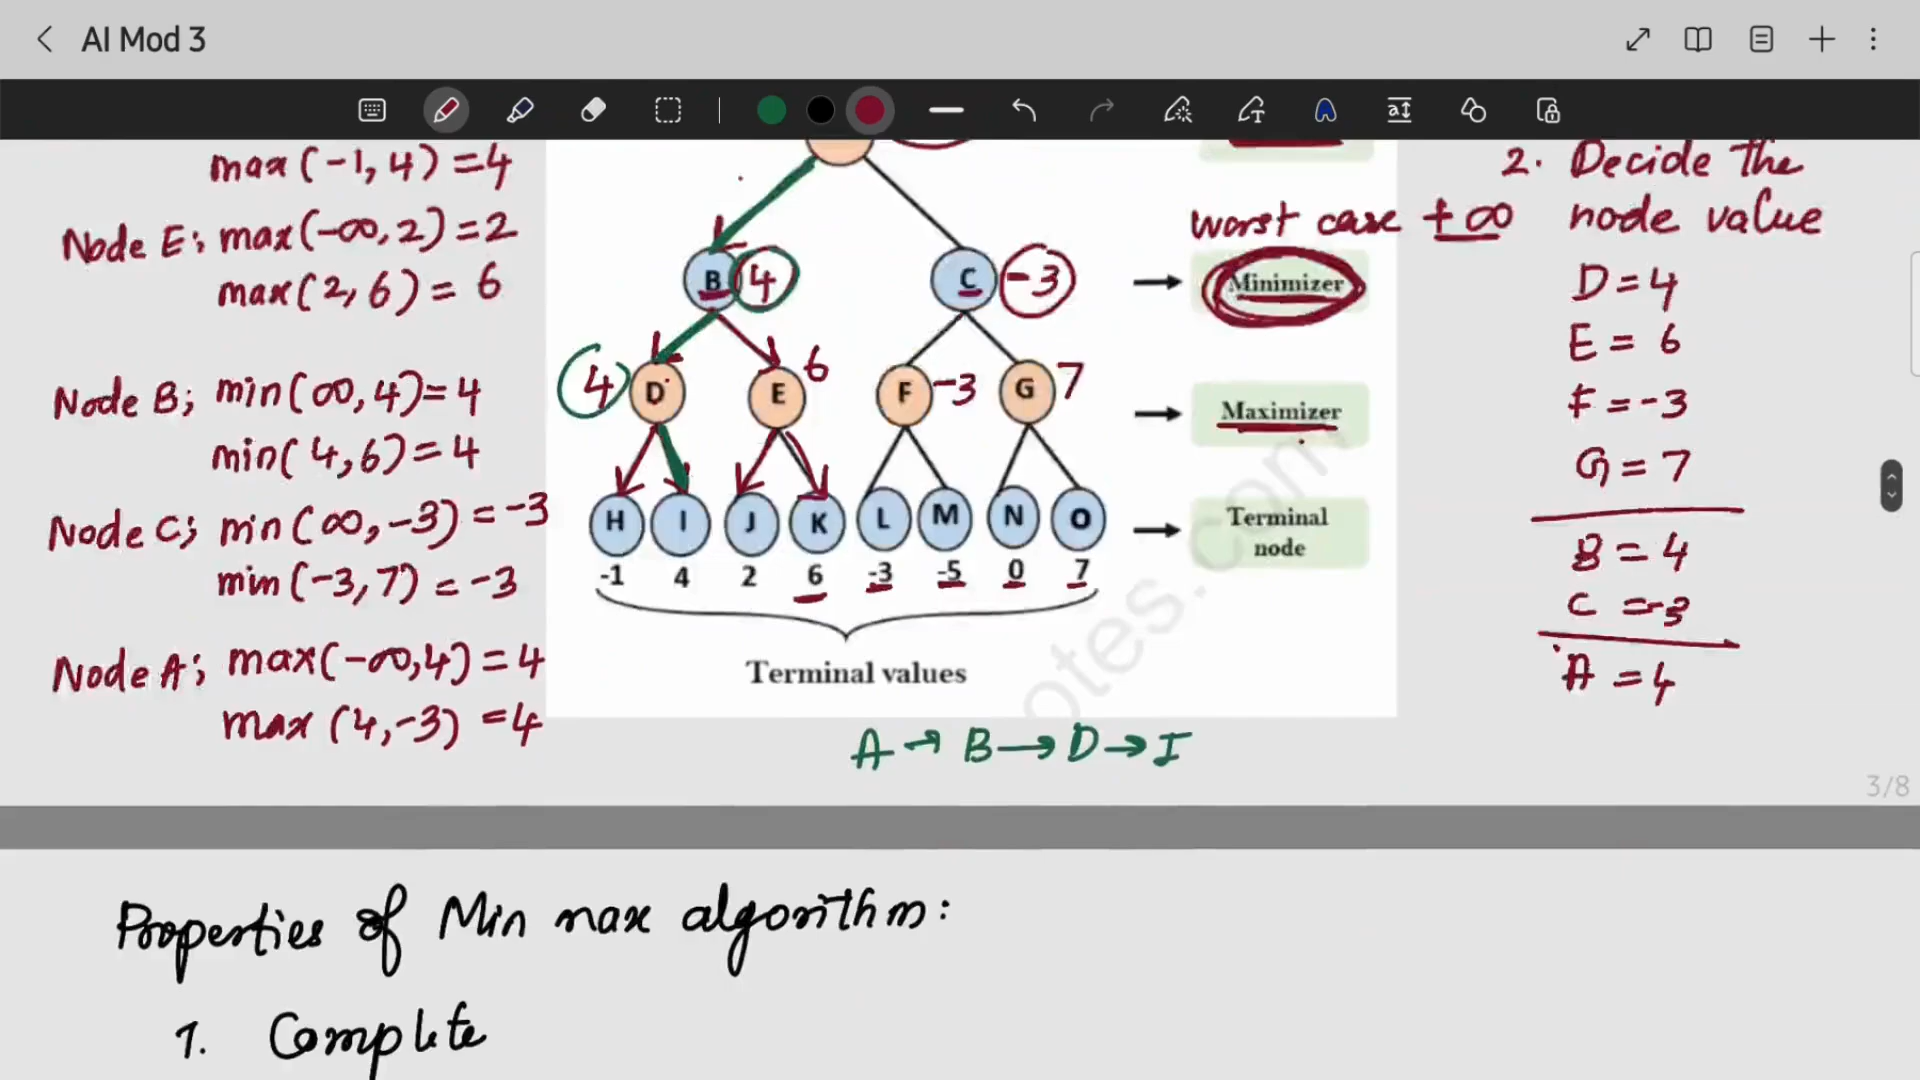 AI Mod 3
max (-1, 4) = 4
Node E; max(-∞, 2) = 2
max(2, 6) = 6
Node B; min(∞, 4) = 4
min(4, 6) = 4
Node C; min(∞, -3) = -3
min(-3, 7) = -3
Node A; max(-∞, 4) = 4
max (4, -3) = 4
B 4 C -3
Minimizer
4 D E 6 F -3 G 7
Maximizer
H I J K L M N O
-1 4 2 6 -3 -5 0 7
Terminal
node
Terminal values
otes.com
A → B → D → I
worst case +∞
2. Decide the
node value
D = 4
E = 6
F = -3
G = 7
B = 4
C = -3
A = 4
3/8
Properties of Min max algorithm:
1. Complete